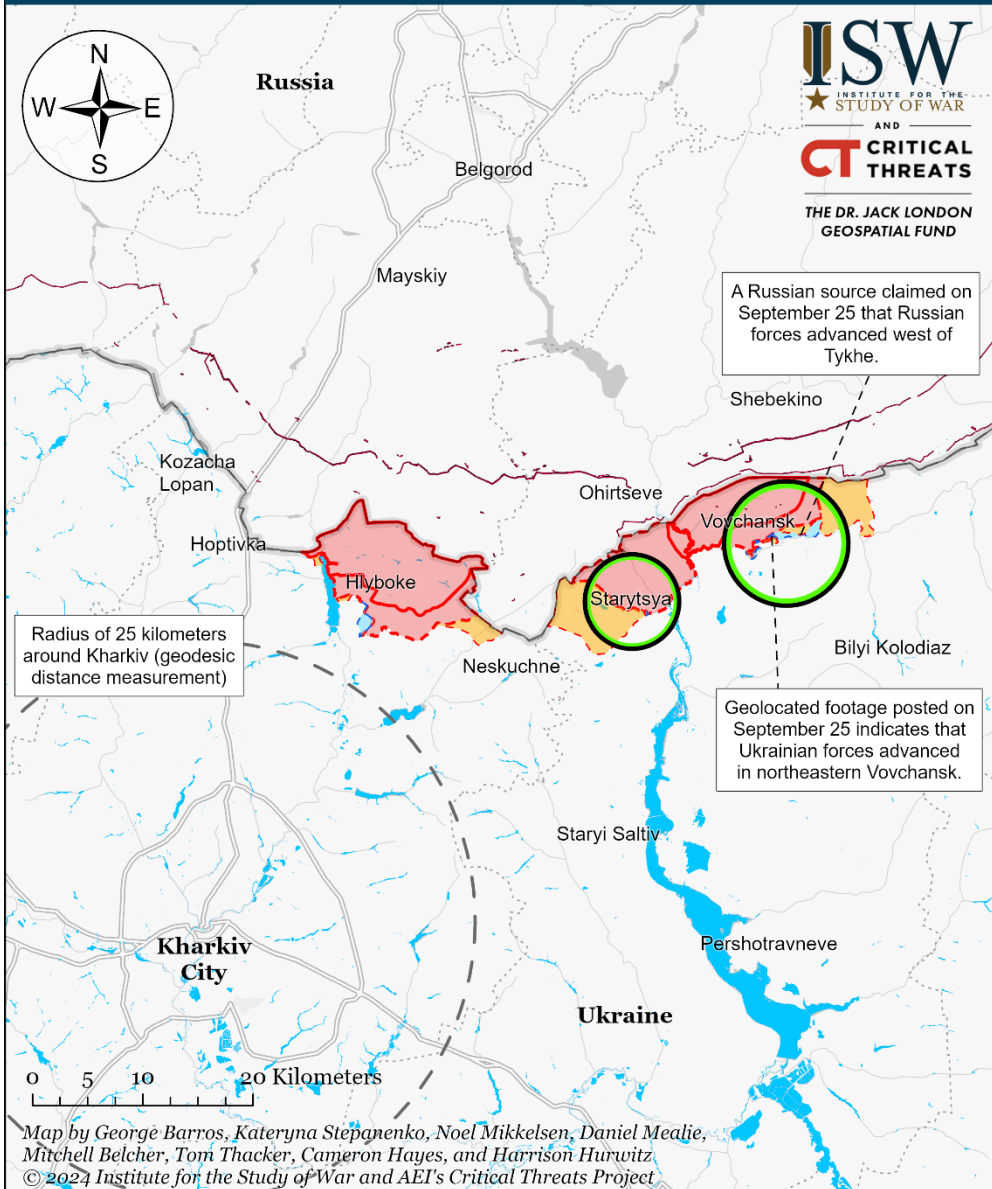 N
W
E
S
Russia
ISW
INSTITUTE FOR THE
STUDY OF WAR
AND
CT CRITICAL
THREATS
THE DR. JACK LONDON
GEOSPATIAL FUND
Belgorod
Mayskiy
A Russian source claimed on
September 25 that Russian
forces advanced west of
Tykhe.
Shebekino
Kozacha
Lopan
Ohirtseve
Vovchansk
Hoptivka
Hlyboke
Starytsya
Radius of 25 kilometers
around Kharkiv (geodesic
distance measurement)
Neskuchne
Bilyi Kolodiaz
Geolocated footage posted on
September 25 indicates that
Ukrainian forces advanced
in northeastern Vovchansk.
Staryi Saltiv
Kharkiv
City
Pershotravneve
Ukraine
0 5 10 20 Kilometers
Map by George Barros, Kateryna Stepanenko, Noel Mikkelsen, Daniel Mealie,
Mitchell Belcher, Tom Thacker, Cameron Hayes, and Harrison Hurwitz
© 2024 Institute for the Study of War and AEI's Critical Threats Project